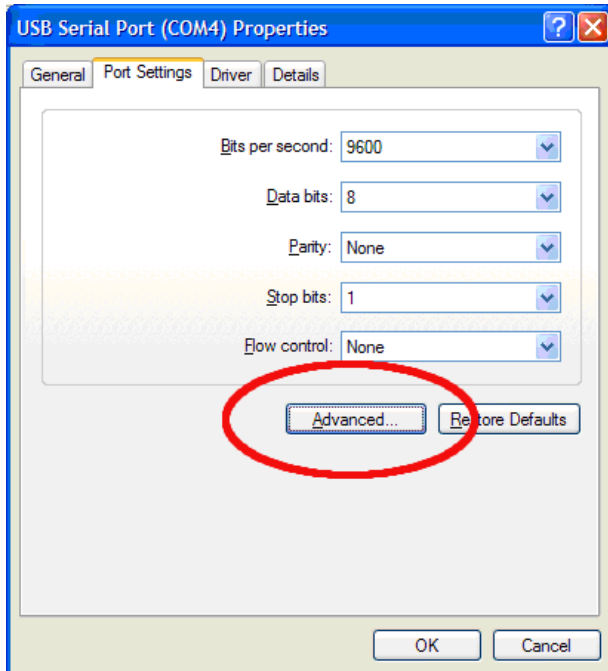 USB Serial Port (COM4) Properties
General Port Settings Driver Details
Bits per second: 9600
Data bits: 8
Parity: None
Stop bits: 1
Flow control: None
Advanced... Restore Defaults
OK Cancel